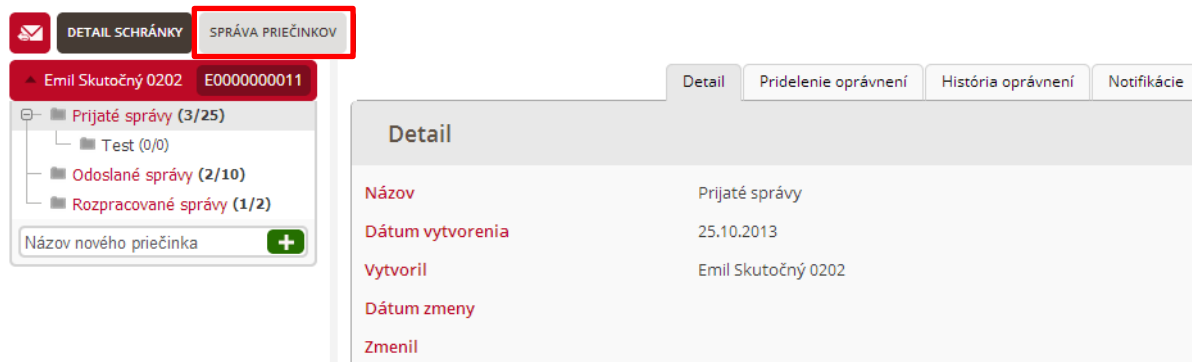 DETAIL SCHRÁNKY SPRÁVA PRIEČINKOV
Emil Skutočný 0202 E0000000011
Prijaté správy (3/25)
Test (0/0)
Odoslané správy (2/10)
Rozpracované správy (1/2)
Názov nového priečinka
Detail Pridelenie oprávnení História oprávnení Notifikácie
Detail
Názov Prijaté správy
Dátum vytvorenia 25.10.2013
Vytvoril Emil Skutočný 0202
Dátum zmeny
Zmenil